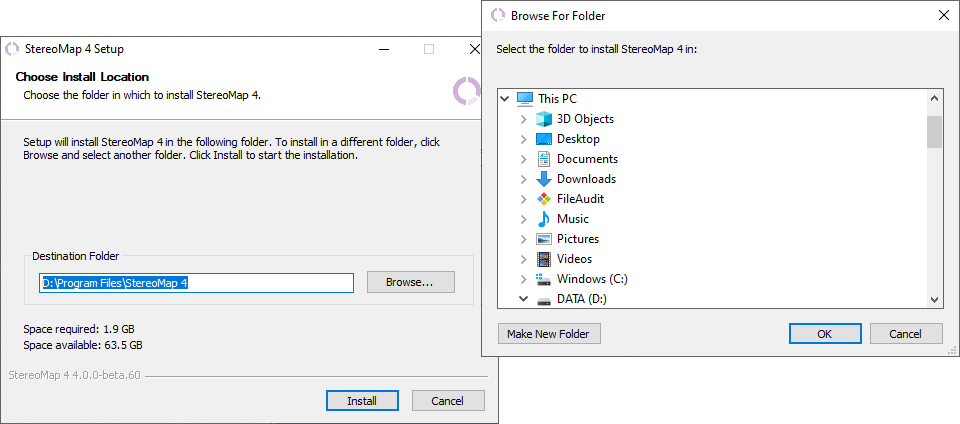 StereoMap 4 Setup
Choose Install Location
Choose the folder in which to install StereoMap 4.
Setup will install StereoMap 4 in the following folder. To install in a different folder, click
Browse and select another folder. Click Install to start the installation.
Destination Folder
D:\Program Files\StereoMap 4
Browse...
Space required: 1.9 GB
Space available: 63.5 GB
StereoMap 4 4.0.0-beta.60
Install
Cancel
Browse For Folder
Select the folder to install StereoMap 4 in:
This PC
3D Objects
Desktop
Documents
Downloads
FileAudit
Music
Pictures
Videos
Windows (C:)
DATA (D:)
Make New Folder
OK
Cancel